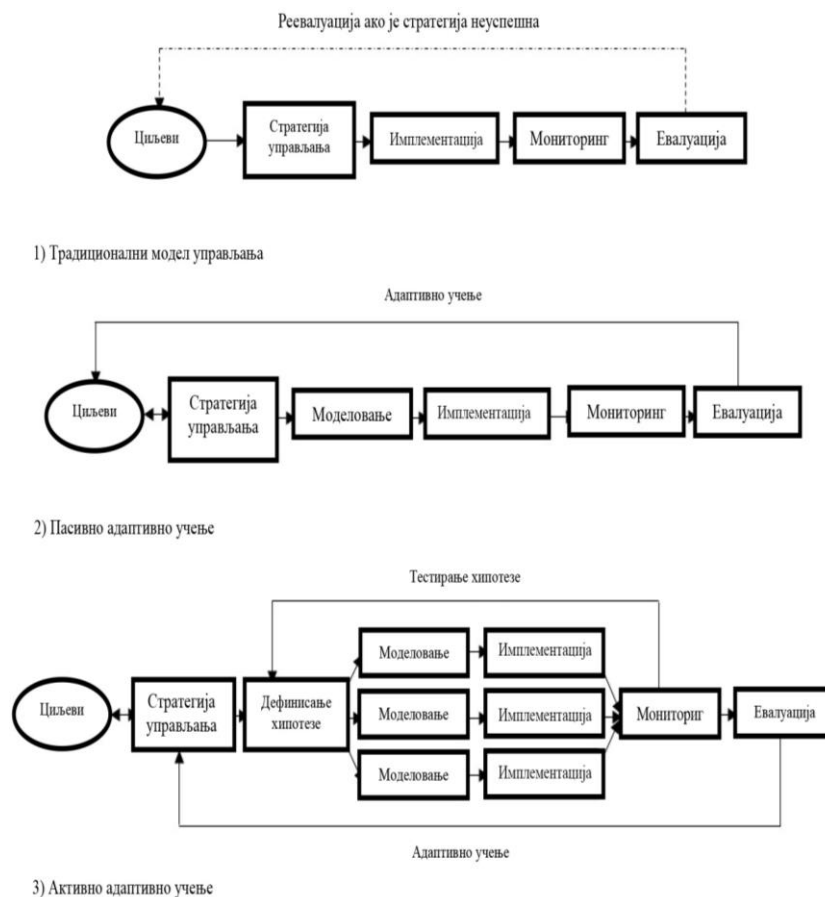 Реевалуација ако је стратегија неуспешна
Циљеви
Стратегија
управљања
Имплементација
Мониторинг
Евалуација
1) Традиционални модел управљања
Адаптивно учење
Циљеви
Стратегија
управљања
Моделовање
Имплементација
Мониторинг
Евалуација
2) Пасивно адаптивно учење
Тестирање хипотезе
Циљеви
Стратегија
управљања
Дефинисање
хипотезе
Моделовање
Имплементација
Моделовање
Имплементација
Моделовање
Имплементација
Мониториг
Евалуација
Адаптивно учење
3) Активно адаптивно учење